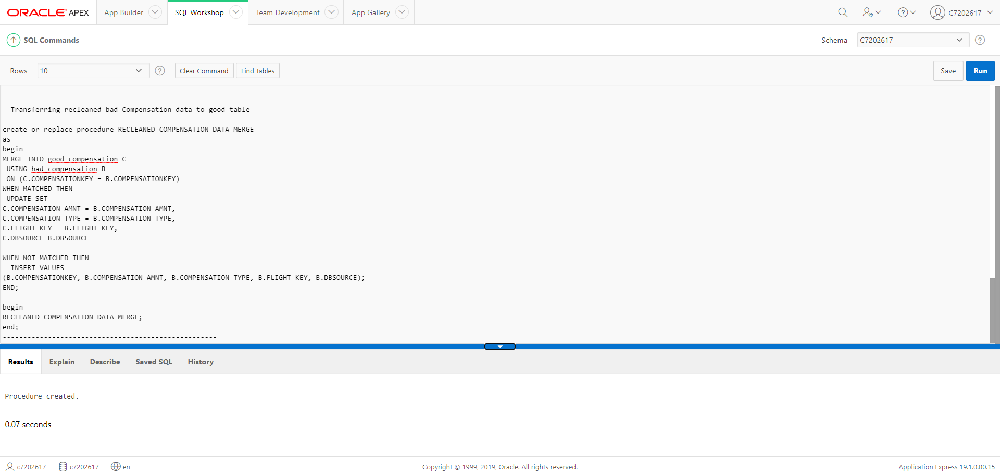 ORACLE APEX App Builder SQL Workshop Team Development App Gallery C7202617
SQL Commands Schema C7202617
Rows 10 Clear Command Find Tables Save Run
-----------------------------------------------------
--Transferring recleaned bad Compensation data to good table
create or replace procedure RECLEANED_COMPENSATION_DATA_MERGE
as
begin
MERGE INTO good_compensation C
USING bad_compensation B
ON (C.COMPENSATIONKEY = B.COMPENSATIONKEY)
WHEN MATCHED THEN
UPDATE SET
C.COMPENSATION_AMNT = B.COMPENSATION_AMNT,
C.COMPENSATION_TYPE = B.COMPENSATION_TYPE,
C.FLIGHT_KEY = B.FLIGHT_KEY,
C.DBSOURCE=B.DBSOURCE
WHEN NOT MATCHED THEN
INSERT VALUES
(B.COMPENSATIONKEY, B.COMPENSATION_AMNT, B.COMPENSATION_TYPE, B.FLIGHT_KEY, B.DBSOURCE);
END;
begin
RECLEANED_COMPENSATION_DATA_MERGE;
end;
----------------------------------------------------
Results Explain Describe Saved SQL History
Procedure created.
0.07 seconds
c7202617 c7202617 en Copyright © 1999, 2019, Oracle. All rights reserved. Application Express 19.1.0.00.15